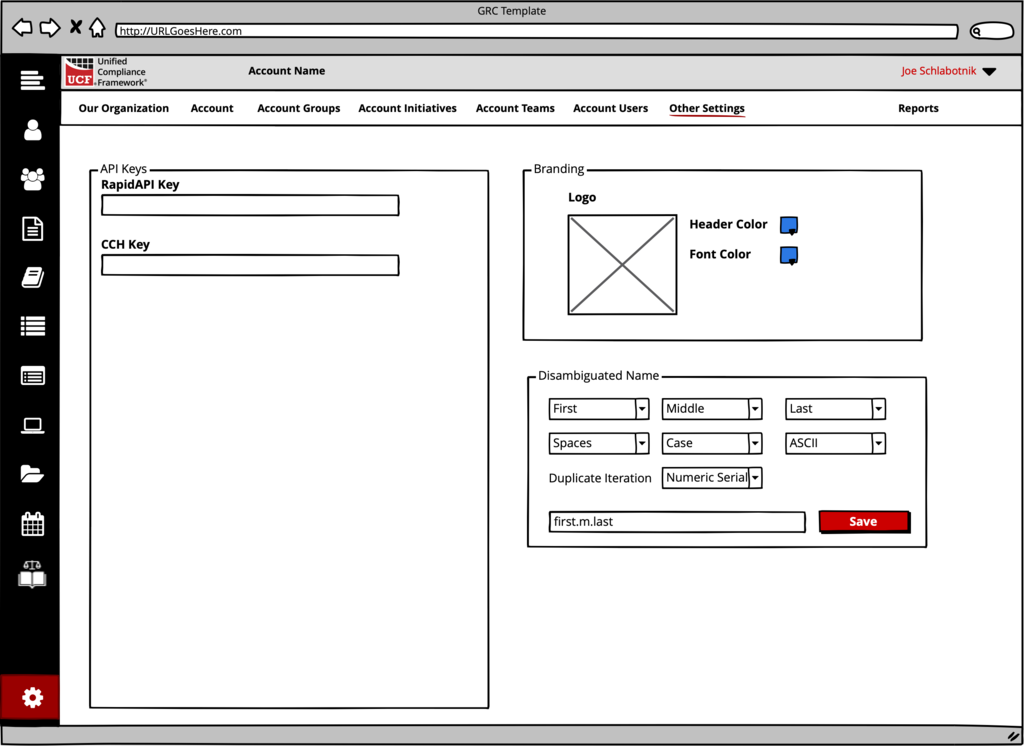 GRC Template
http://URLGoesHere.com
UCF Unified
Compliance
Framework®
Account Name
Joe Schlabotnik
Our Organization Account Account Groups Account Initiatives Account Teams Account Users Other Settings Reports
API Keys
RapidAPI Key
CCH Key
Branding
Logo
Header Color
Font Color
Disambiguated Name
First Middle Last
Spaces Case ASCII
Duplicate Iteration Numeric Serial
first.m.last Save